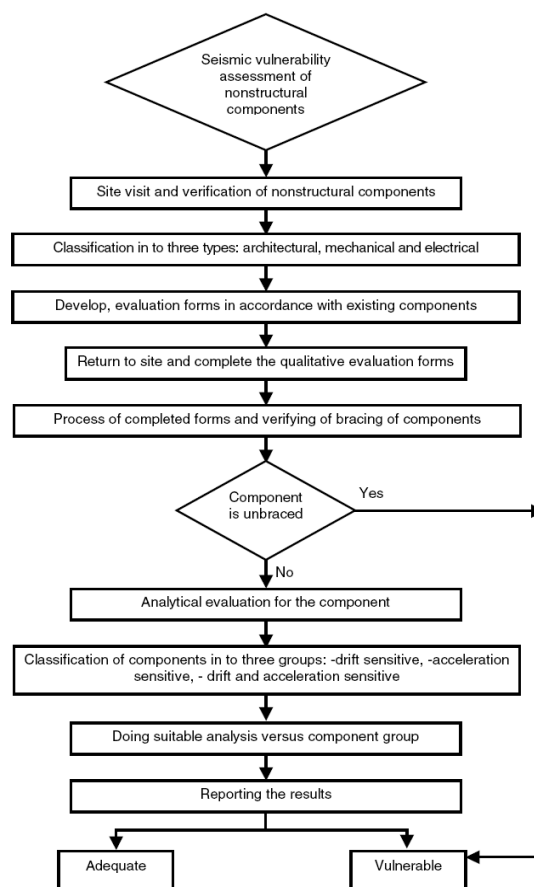 Seismic vulnerability
assessment of
nonstructural
components
Site visit and verification of nonstructural components
Classification in to three types: architectural, mechanical and electrical
Develop, evaluation forms in accordance with existing components
Return to site and complete the qualitative evaluation forms
Process of completed forms and verifying of bracing of components
Component
is unbraced
Yes
No
Analytical evaluation for the component
Classification of components in to three groups: -drift sensitive, -acceleration
sensitive, - drift and acceleration sensitive
Doing suitable analysis versus component group
Reporting the results
Adequate
Vulnerable